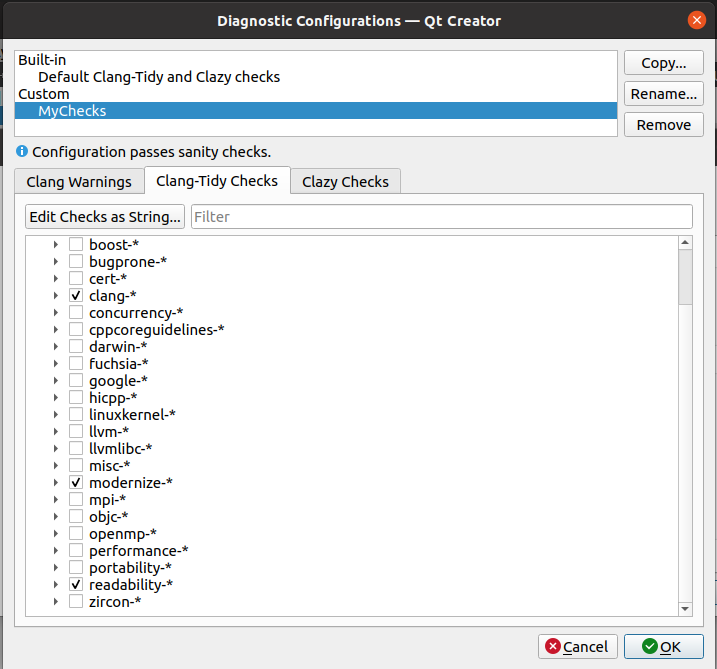 Diagnostic Configurations — Qt Creator
Built-in
Default Clang-Tidy and Clazy checks
Custom
MyChecks
Copy...
Rename...
Remove
Configuration passes sanity checks.
Clang Warnings
Clang-Tidy Checks
Clazy Checks
Edit Checks as String...
Filter
boost-*
bugprone-*
cert-*
clang-*
concurrency-*
cppcoreguidelines-*
darwin-*
fuchsia-*
google-*
hicpp-*
linuxkernel-*
llvm-*
llvmlibc-*
misc-*
modernize-*
mpi-*
objc-*
openmp-*
performance-*
portability-*
readability-*
zircon-*
Cancel
OK